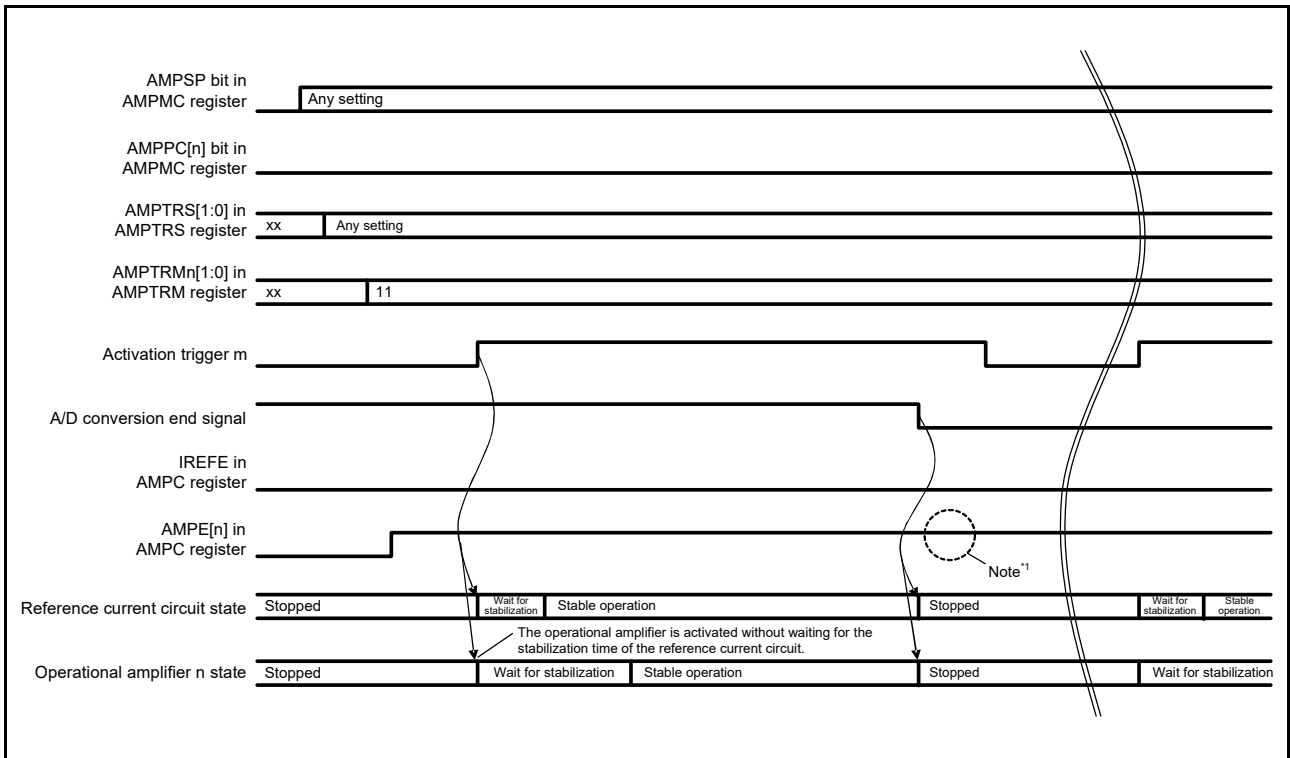 AMPSP bit in
AMPMC register
Any setting
AMPPC[n] bit in
AMPMC register
AMPTRS[1:0] in
AMPTRS register
xx
Any setting
AMPTRMn[1:0] in
AMPTRM register
xx
11
Activation trigger m
A/D conversion end signal
IREFE in
AMPC register
AMPE[n] in
AMPC register
Note*1
Reference current circuit state
Stopped
Wait for
stabilization
Stable operation
Stopped
Wait for
stabilization
Stable
operation
The operational amplifier is activated without waiting for the
stabilization time of the reference current circuit.
Operational amplifier n state
Stopped
Wait for stabilization
Stable operation
Stopped
Wait for stabilization